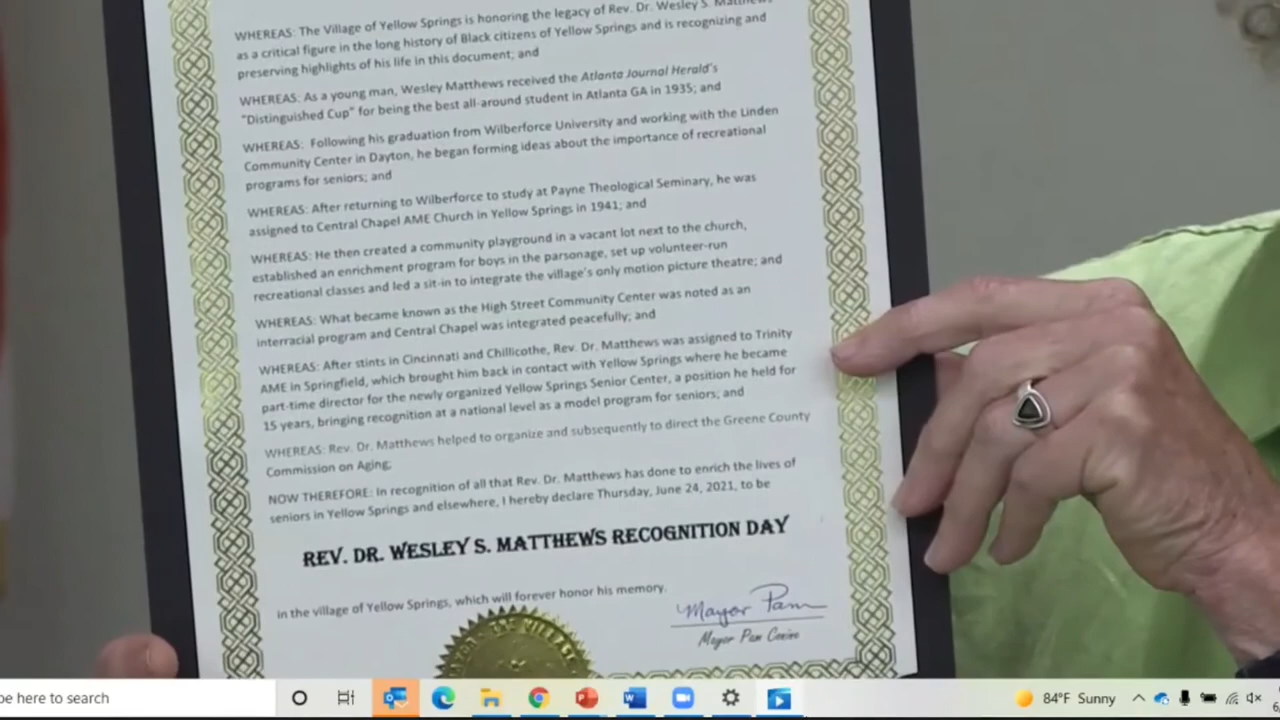 WHEREAS: The Village of Yellow Springs is honoring the legacy of Rev. Dr. Wesley S. Matthews
as a critical figure in the long history of Black citizens of Yellow Springs and is recognizing and
preserving highlights of his life in this document; and
WHEREAS: As a young man, Wesley Matthews received the Atlanta Journal Herald's
"Distinguished Cup" for being the best all-around student in Atlanta GA in 1935; and
WHEREAS: Following his graduation from Wilberforce University and working with the Linden
Community Center in Dayton, he began forming ideas about the importance of recreational
programs for seniors; and
WHEREAS: After returning to Wilberforce to study at Payne Theological Seminary, he was
assigned to Central Chapel AME Church in Yellow Springs in 1941; and
WHEREAS: He then created a community playground in a vacant lot next to the church,
established an enrichment program for boys in the parsonage, set up volunteer-run
recreational classes and led a sit-in to integrate the village's only motion picture theatre; and
WHEREAS: What became known as the High Street Community Center was noted as an
interracial program and Central Chapel was integrated peacefully; and
WHEREAS: After stints in Cincinnati and Chillicothe, Rev. Dr. Matthews was assigned to Trinity
AME in Springfield, which brought him back in contact with Yellow Springs where he became
part-time director for the newly organized Yellow Springs Senior Center, a position he held for
15 years, bringing recognition at a national level as a model program for seniors; and
WHEREAS: Rev. Dr. Matthews helped to organize and subsequently to direct the Greene County
Commission on Aging;
NOW THEREFORE: In recognition of all that Rev. Dr. Matthews has done to enrich the lives of
seniors in Yellow Springs and elsewhere, I hereby declare Thursday, June 24, 2021, to be
REV. DR. WESLEY S. MATTHEWS RECOGNITION DAY
in the village of Yellow Springs, which will forever honor his memory.
Mayor Pam
Mayor Pam Conine
pe here to search
84°F Sunny